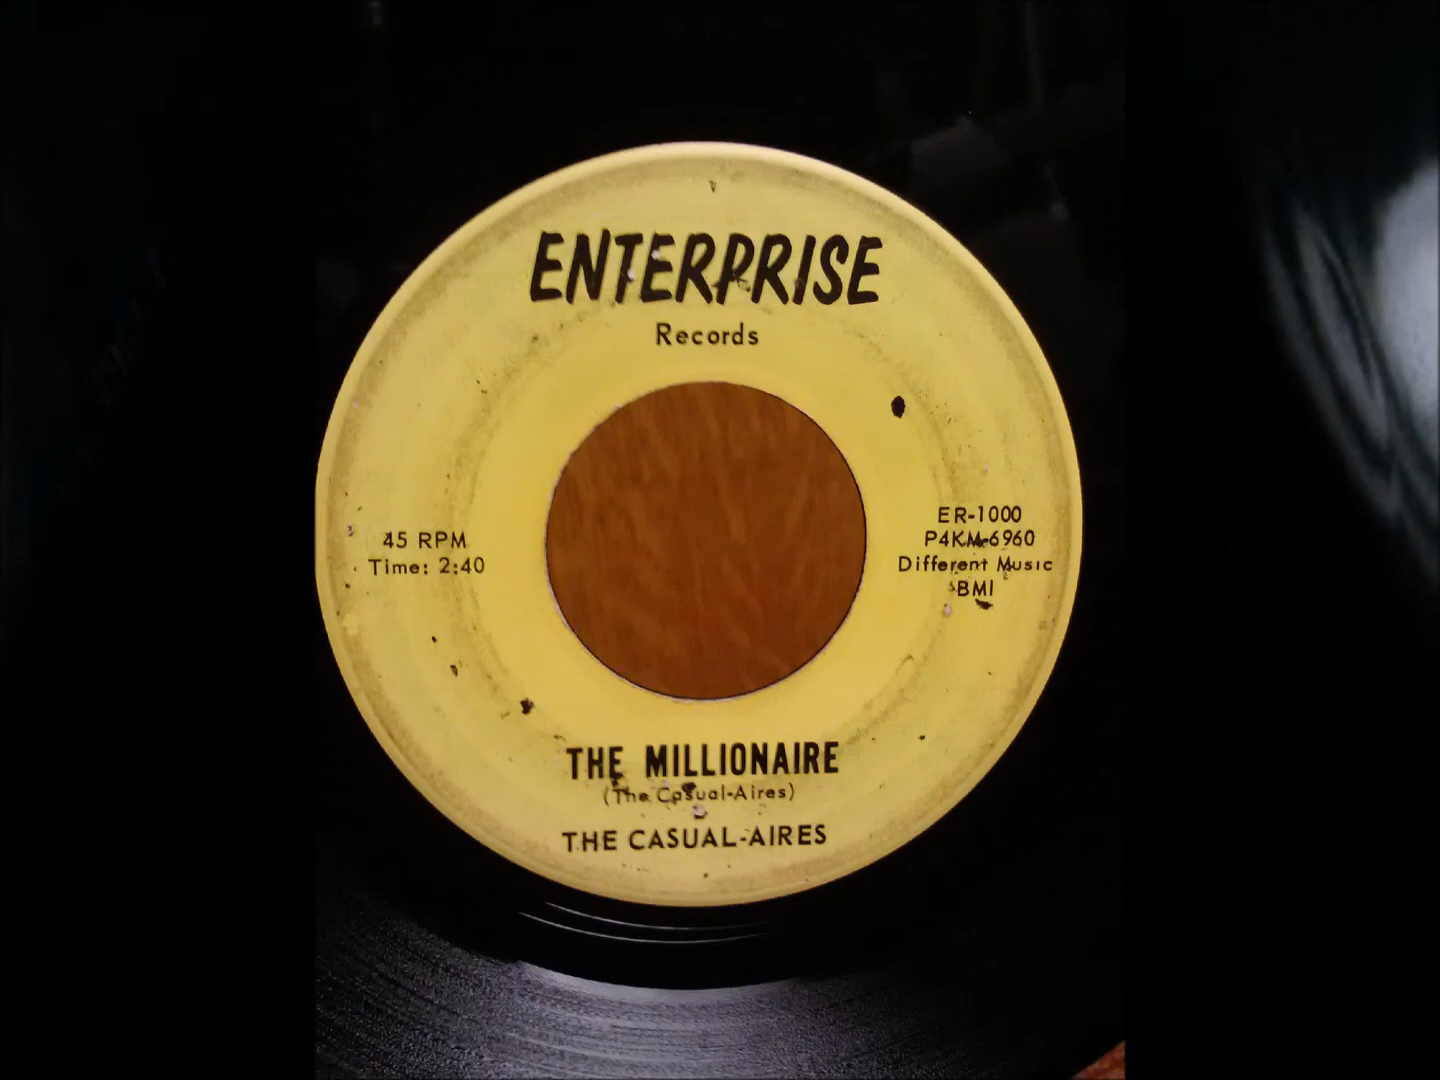 ENTERPRISE
Records
45 RPM
Time: 2:40
ER-1000
P4KM-6960
Different Music
BMI
THE MILLIONAIRE
(The Casual-Aires)
THE CASUAL-AIRES